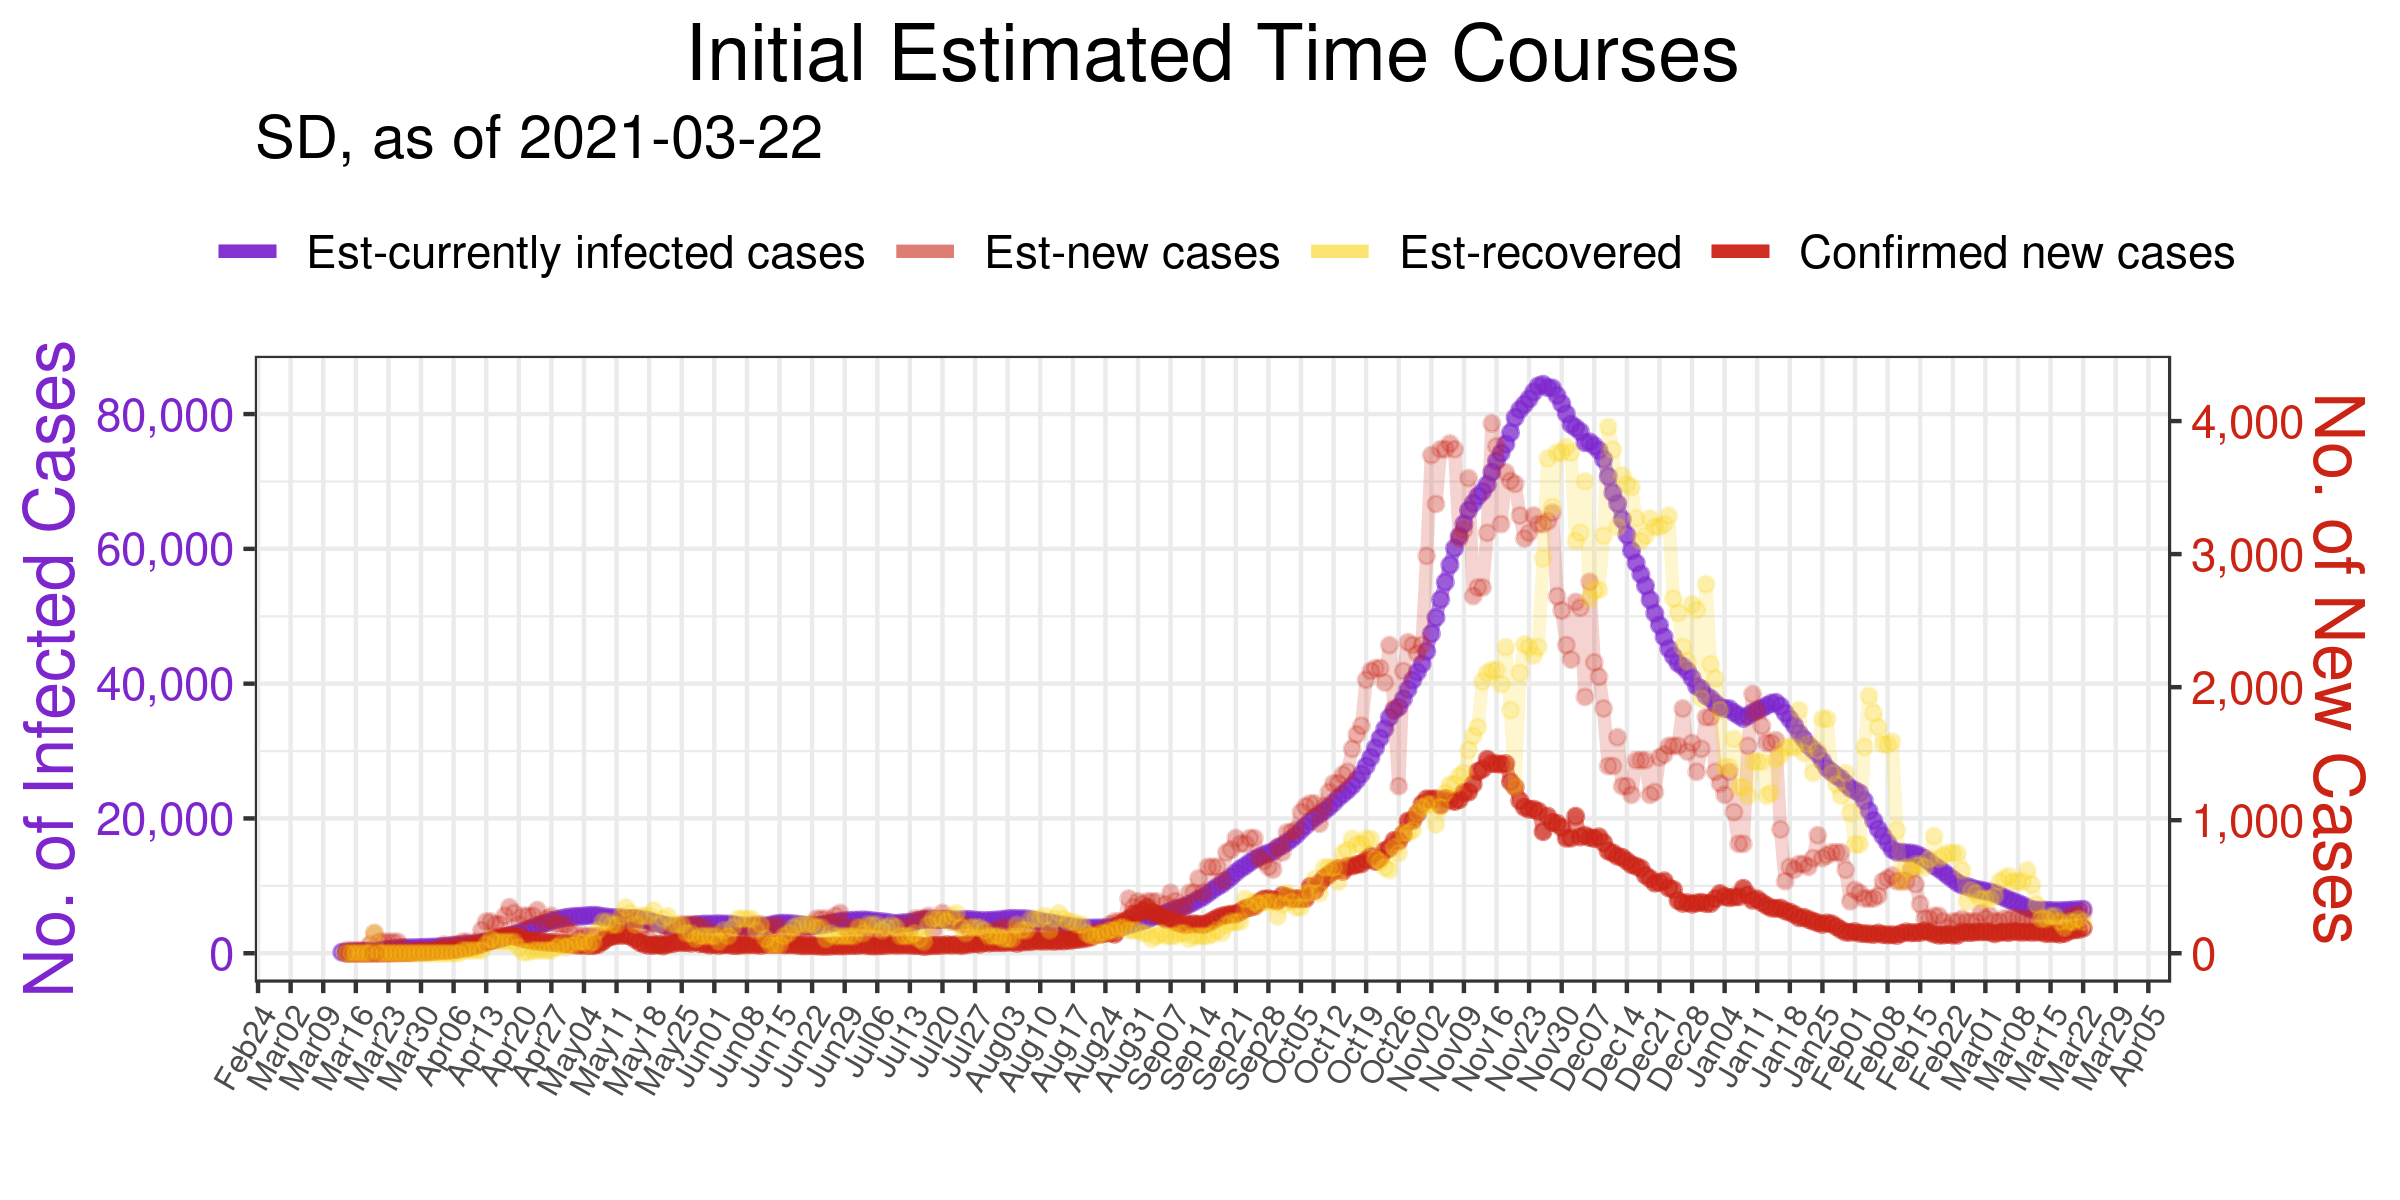 Initial Estimated Time Courses
SD, as of 2021-03-22
Est-currently infected cases Est-new cases Est-recovered Confirmed new cases
No. of Infected Cases
80,000
60,000
40,000
20,000
0
4,000
3,000
2,000
1,000
0
No. of New Cases
Feb24 Mar02 Mar09 Mar16 Mar23 Mar30 Apr06 Apr13 Apr20 Apr27 May04 May11 May18 May25 Jun01 Jun08 Jun15 Jun22 Jun29 Jul06 Jul13 Jul20 Jul27 Aug03 Aug10 Aug17 Aug24 Aug31 Sep07 Sep14 Sep21 Sep28 Oct05 Oct12 Oct19 Oct26 Nov02 Nov09 Nov16 Nov23 Nov30 Dec07 Dec14 Dec21 Dec28 Jan04 Jan11 Jan18 Jan25 Feb01 Feb08 Feb15 Feb22 Mar01 Mar08 Mar15 Mar22 Mar29 Apr05